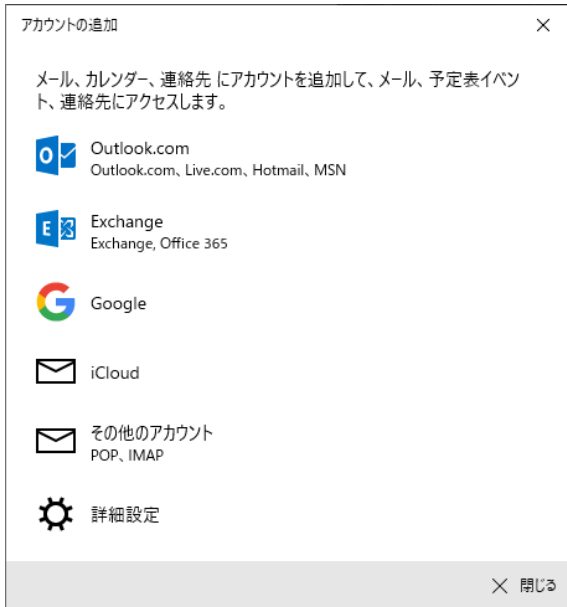 アカウントの追加
メール、カレンダー、連絡先 にアカウントを追加して、メール、予定表イベン
ト、連絡先にアクセスします。
Outlook.com
Outlook.com、Live.com、Hotmail、MSN
Exchange
Exchange, Office 365
Google
iCloud
その他のアカウント
POP、IMAP
詳細設定
閉じる